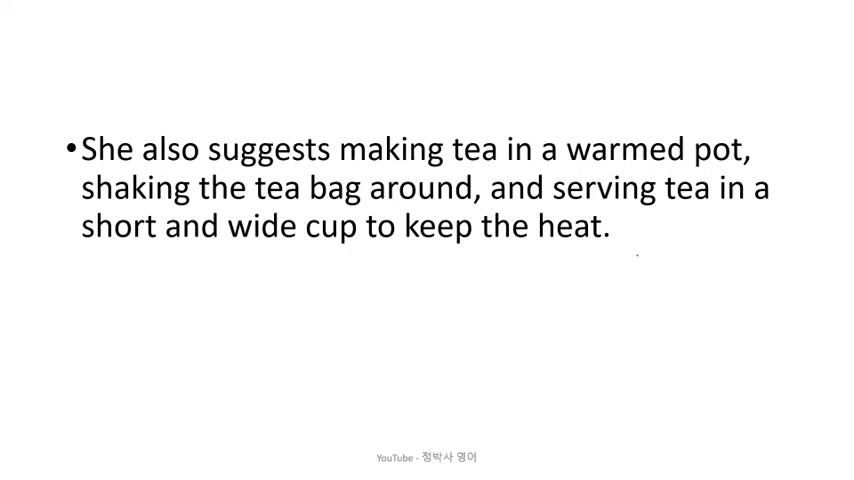 •She also suggests making tea in a warmed pot,
shaking the tea bag around, and serving tea in a
short and wide cup to keep the heat.
YouTube - 정박사 영어